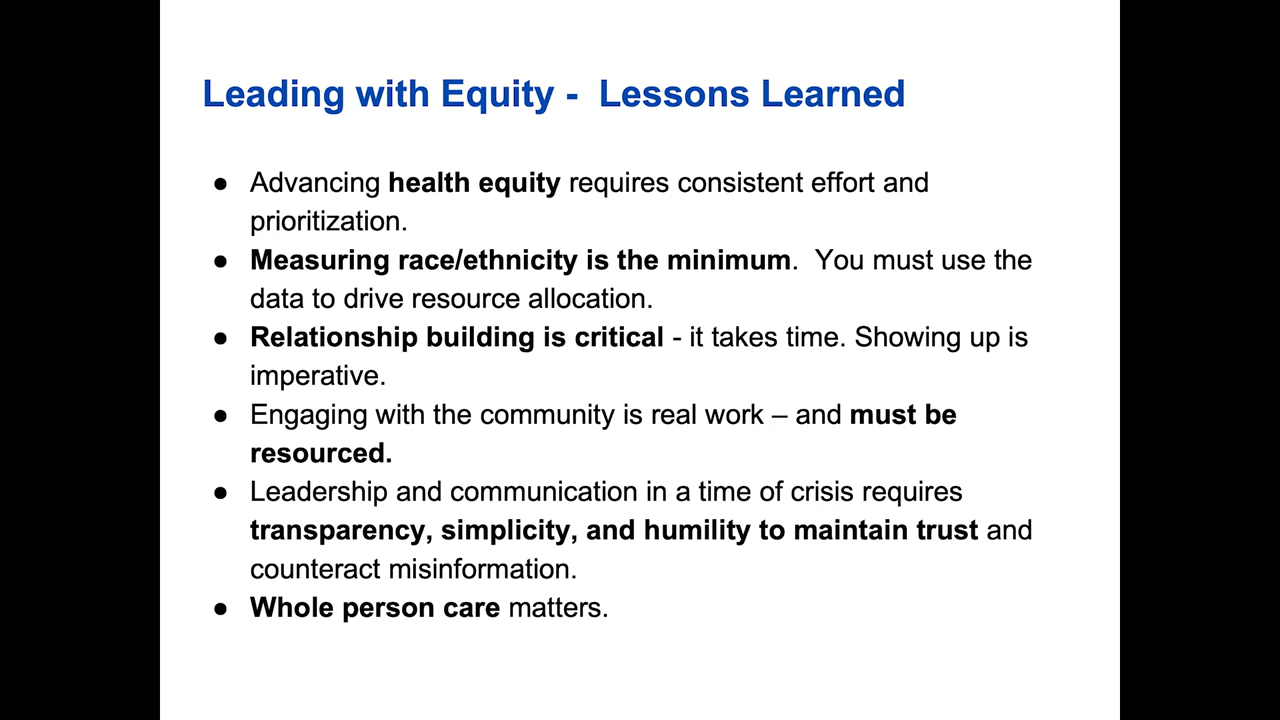 Leading with Equity -  Lessons Learned
● Advancing health equity requires consistent effort and
prioritization.
● Measuring race/ethnicity is the minimum.  You must use the
data to drive resource allocation.
● Relationship building is critical - it takes time. Showing up is
imperative.
● Engaging with the community is real work – and must be
resourced.
● Leadership and communication in a time of crisis requires
transparency, simplicity, and humility to maintain trust and
counteract misinformation.
● Whole person care matters.